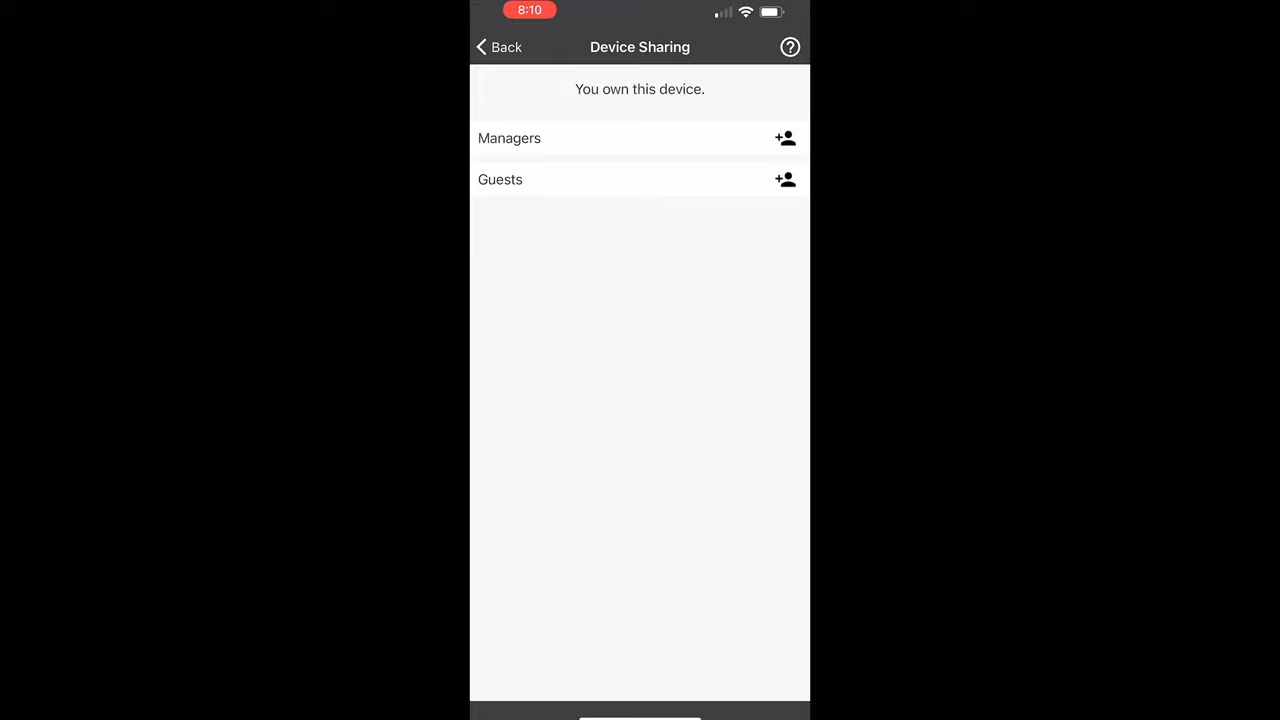 8:10
Back
Device Sharing
You own this device.
Managers
Guests